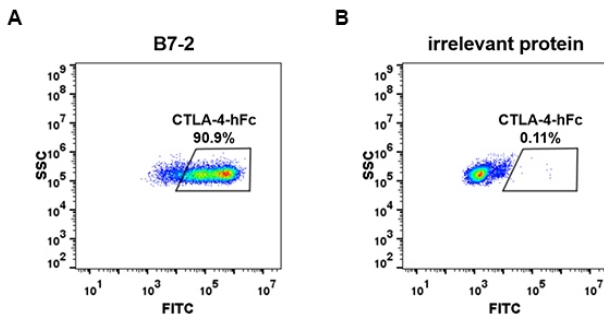 A
B7-2
CTLA-4-hFc
90.9%
SSC
10⁹
10⁸
10⁷
10⁶
10⁵
10⁴
10³
10²
10¹
10³
10⁵
10⁷
FITC
B
irrelevant protein
CTLA-4-hFc
0.11%
SSC
10⁹
10⁸
10⁷
10⁶
10⁵
10⁴
10³
10²
10¹
10³
10⁵
10⁷
FITC